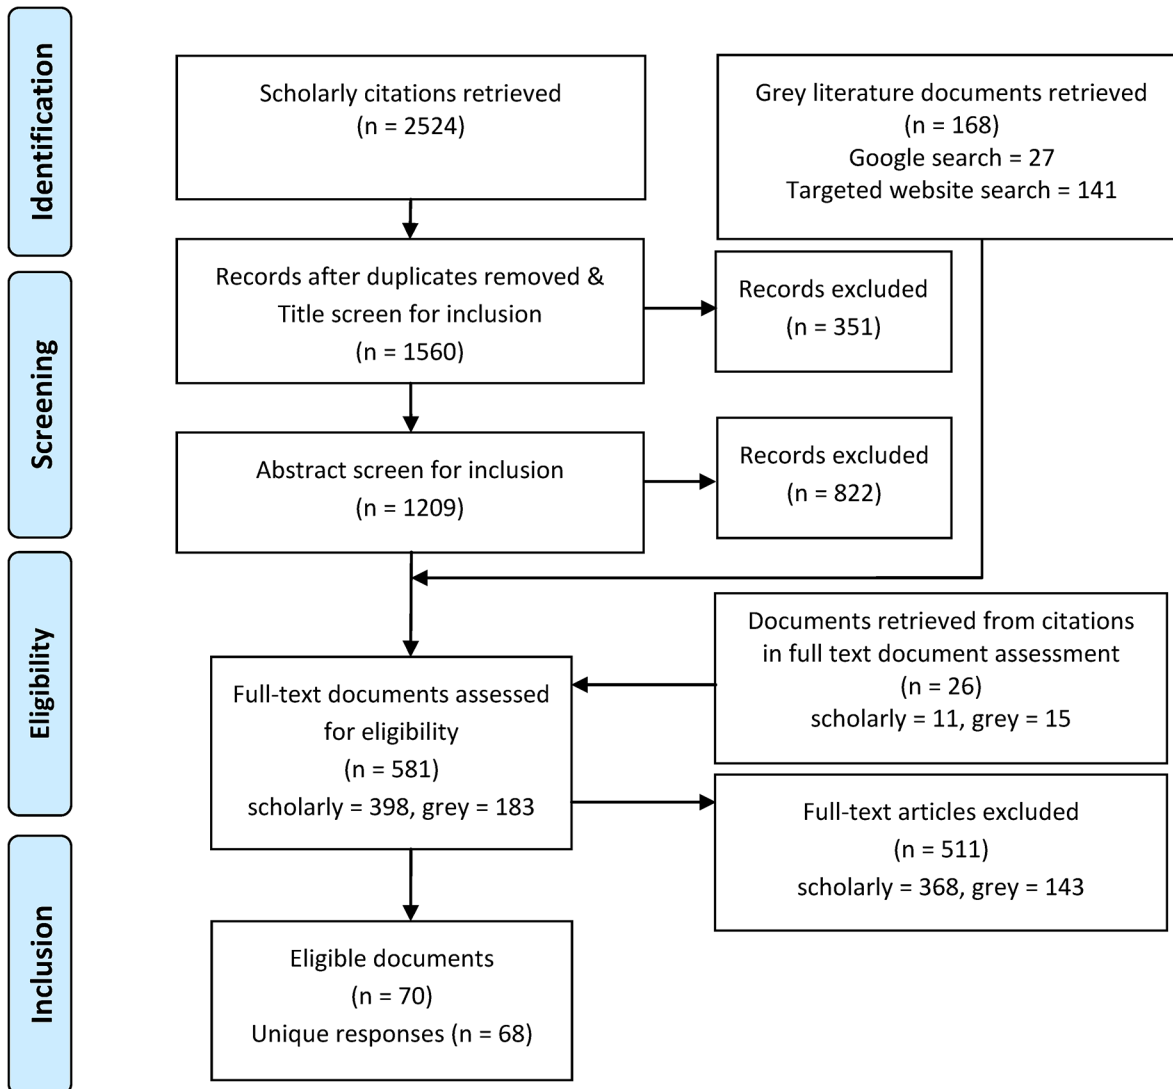 Identification
Scholarly citations retrieved
(n = 2524)
Grey literature documents retrieved
(n = 168)
Google search = 27
Targeted website search = 141
Screening
Records after duplicates removed &
Title screen for inclusion
(n = 1560)
Records excluded
(n = 351)
Abstract screen for inclusion
(n = 1209)
Records excluded
(n = 822)
Eligibility
Documents retrieved from citations
in full text document assessment
(n = 26)
scholarly = 11, grey = 15
Full-text documents assessed
for eligibility
(n = 581)
scholarly = 398, grey = 183
Full-text articles excluded
(n = 511)
scholarly = 368, grey = 143
Inclusion
Eligible documents
(n = 70)
Unique responses (n = 68)